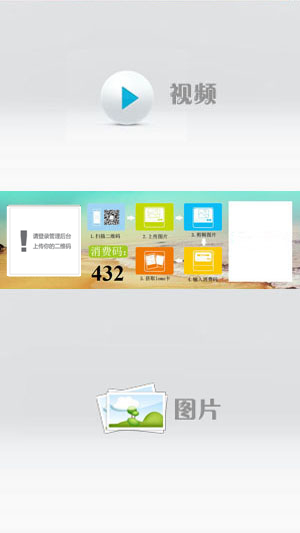 视频
请登录管理后台
上传你的二维码
1.扫描二维码
2.上传图片
3.剪辑图片
消费码:
432
5.获取lomo卡
4.输入消费码
图片